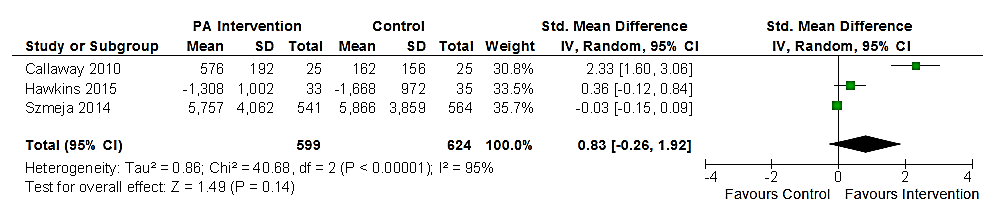 PA Intervention Control Std. Mean Difference Std. Mean Difference
Study or Subgroup Mean SD Total Mean SD Total Weight IV, Random, 95% CI IV, Random, 95% CI
Callaway 2010 576 192 25 162 156 25 30.8% 2.33 [1.60, 3.06]
Hawkins 2015 -1,308 1,002 33 -1,668 972 35 33.5% 0.36 [-0.12, 0.84]
Szmeja 2014 5,757 4,062 541 5,866 3,859 564 35.7% -0.03 [-0.15, 0.09]
Total (95% CI) 599 624 100.0% 0.83 [-0.26, 1.92]
Heterogeneity: Tau² = 0.86; Chi² = 40.68, df = 2 (P < 0.00001); I² = 95%
Test for overall effect: Z = 1.49 (P = 0.14)
-4 -2 0 2 4
Favours Control Favours Intervention